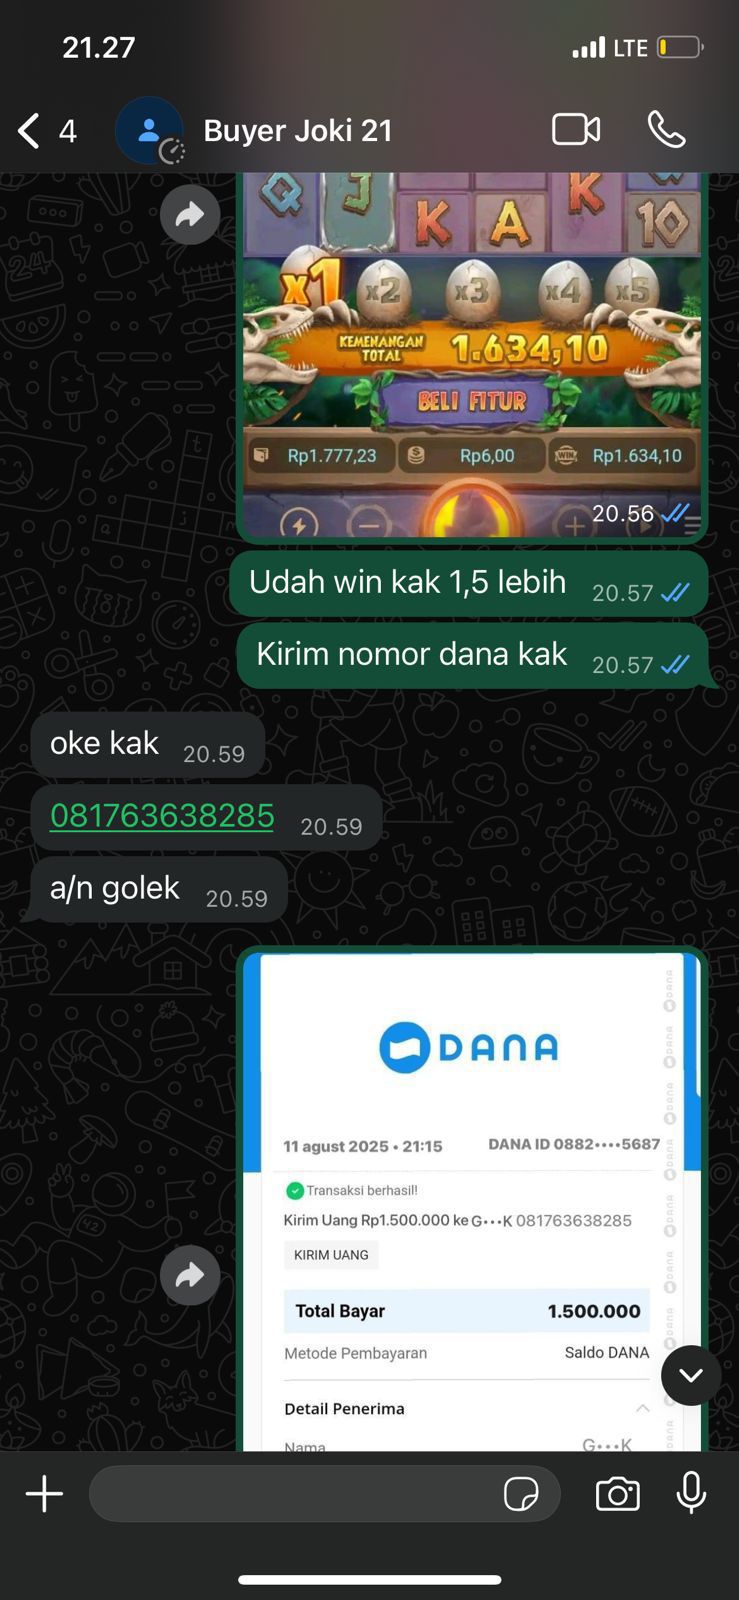 21.27
LTE
4
Buyer Joki 21
Q
J
K
A
K
10
x1
x2
x3
x4
x5
KEMENANGAN TOTAL 1.634,10
BELI FITUR
Rp1.777,23
Rp6,00
WIN
Rp1.634,10
20.56
Udah win kak 1,5 lebih 20.57
Kirim nomor dana kak 20.57
oke kak 20.59
081763638285 20.59
a/n golek 20.59
DANA
11 agust 2025 • 21:15
DANA ID 0882••••5687
Transaksi berhasil!
Kirim Uang Rp1.500.000 ke G•••K 081763638285
KIRIM UANG
Total Bayar 1.500.000
Metode Pembayaran Saldo DANA
Detail Penerima
Nama G•••K